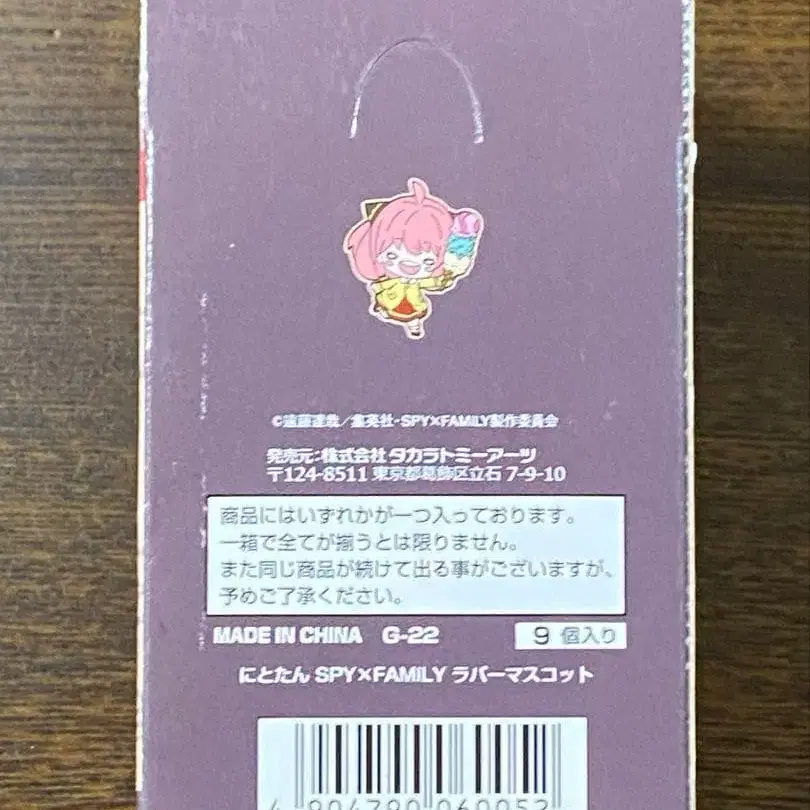 ©遠藤達哉／集英社・SPY×FAMILY製作委員会
発売元:株式会社 タカラトミーアーツ
〒124-8511 東京都葛飾区立石 7-9-10
商品にはいずれかが一つ入っております。
一箱で全てが揃うとは限りません。
また同じ商品が続けて出る事がございますが、
予めご了承ください。
MADE IN CHINA G-22 9 個入り
にとたん SPY×FAMILY ラバーマスコット
4 904790 060052